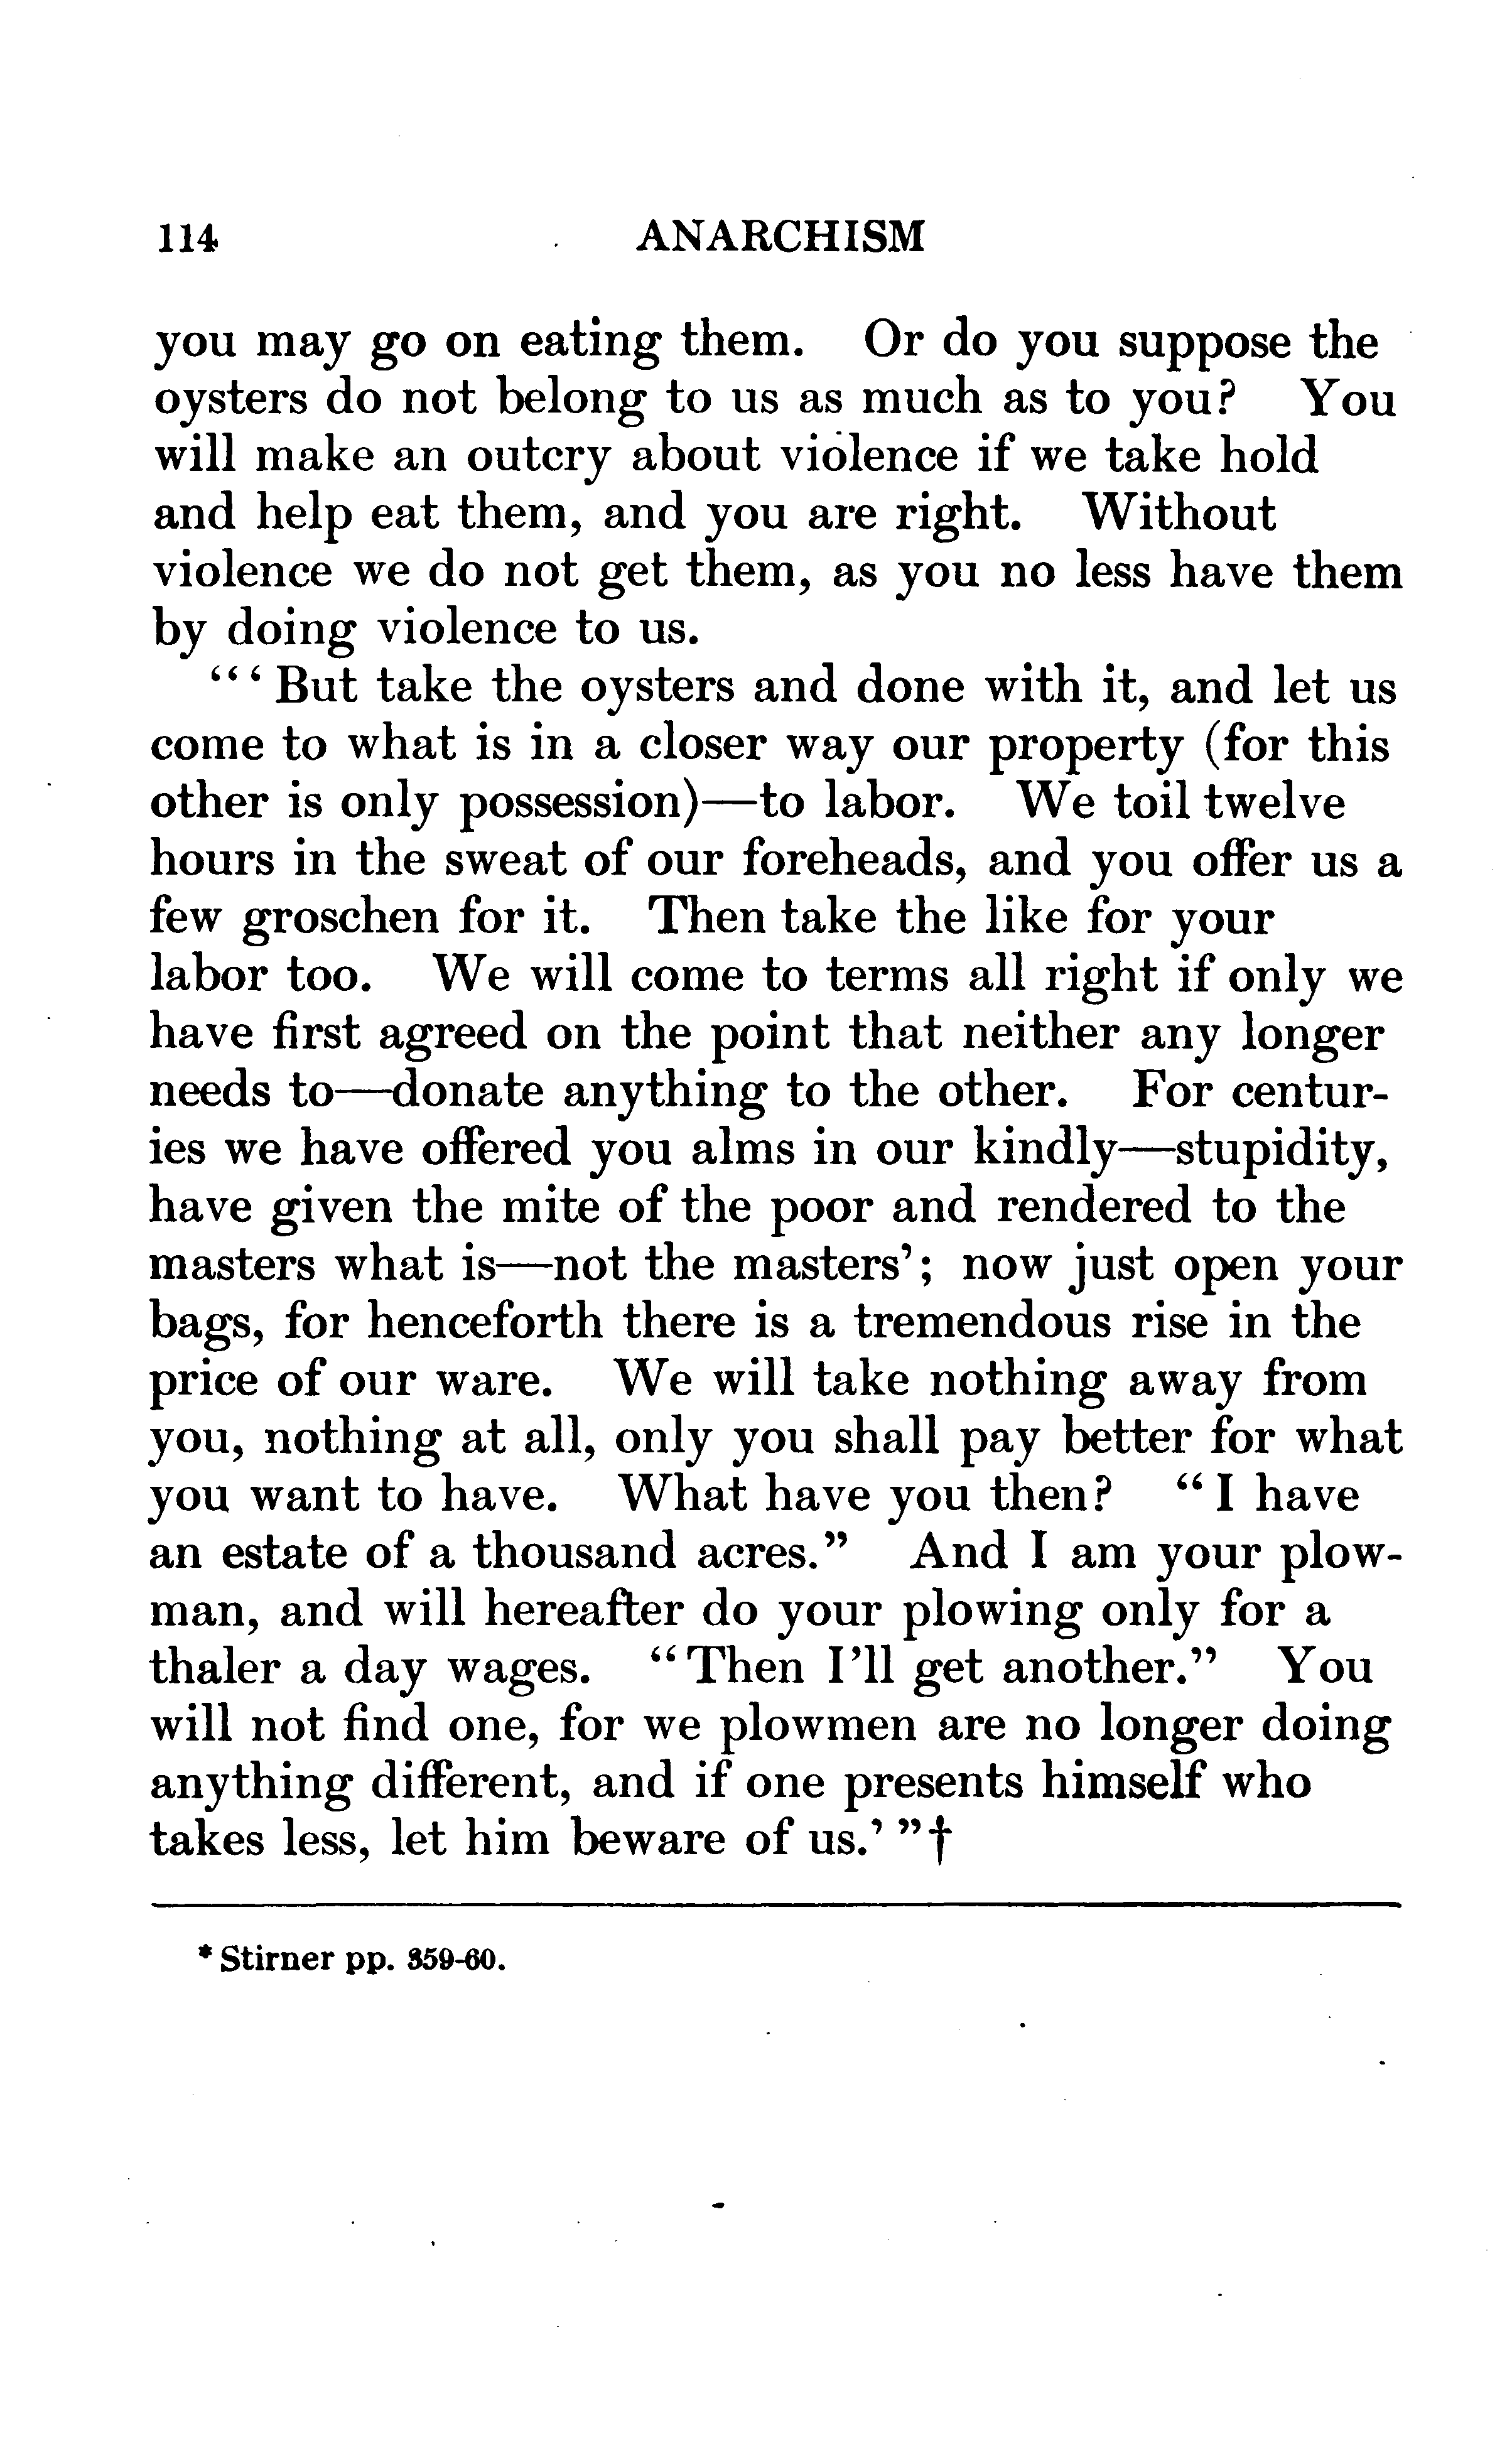 114 ANARCHISM
you may go on eating them. Or do you suppose the
oysters do not belong to us as much as to you? You
will make an outcry about violence if we take hold
and help eat them, and you are right. Without
violence we do not get them, as you no less have them
by doing violence to us.
“‘ But take the oysters and done with it, and let us
come to what is in a closer way our property (for this
other is only possession)—to labor. We toil twelve
hours in the sweat of our foreheads, and you offer us a
few groschen for it. Then take the like for your
labor too. We will come to terms all right if only we
have first agreed on the point that neither any longer
needs to—donate anything to the other. For centur-
ies we have offered you alms in our kindly—stupidity,
have given the mite of the poor and rendered to the
masters what is—not the masters’; now just open your
bags, for henceforth there is a tremendous rise in the
price of our ware. We will take nothing away from
you, nothing at all, only you shall pay better for what
you want to have. What have you then? “ I have
an estate of a thousand acres.” And I am your plow-
man, and will hereafter do your plowing only for a
thaler a day wages. “ Then I’ll get another.” You
will not find one, for we plowmen are no longer doing
anything different, and if one presents himself who
takes less, let him beware of us.’ ”†
* Stirner pp. 359-60.